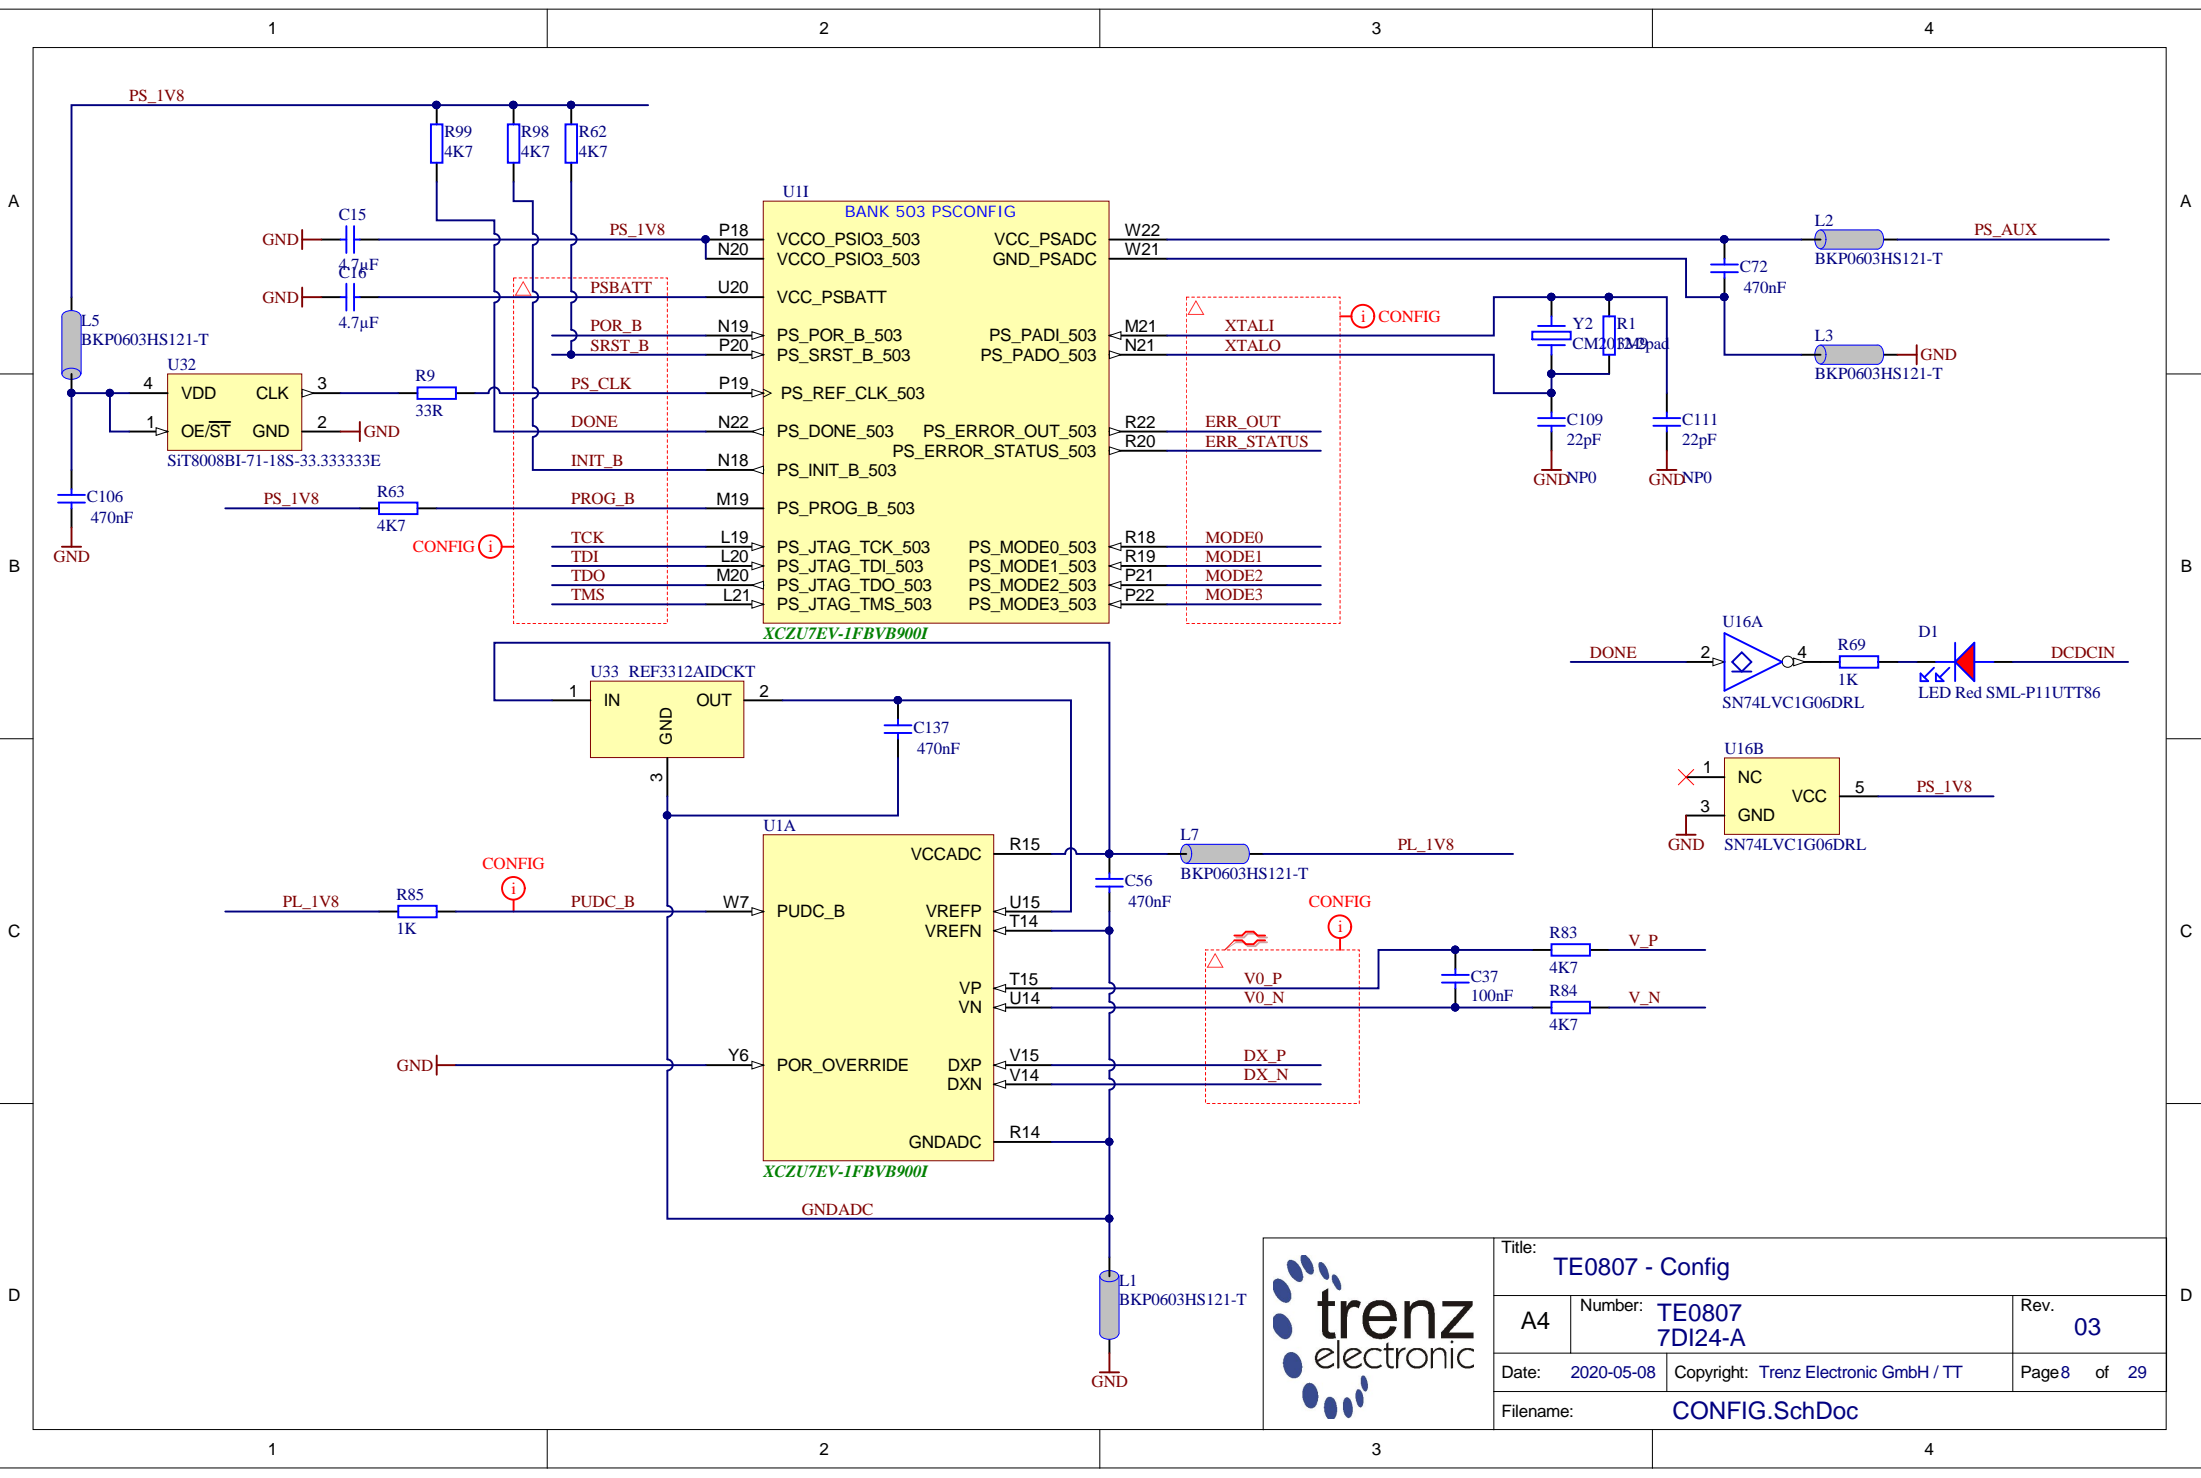 1 2 3 4
A
B
C
D
A
B
C
D
PS_1V8
R99
4K7
R98
4K7
R62
4K7
C15
GND
4.7µF
C16
GND
4.7µF
PS_1V8
PSBATT
POR_B
SRST_B
PS_CLK
DONE
INIT_B
PROG_B
TCK
TDI
TDO
TMS
L5
BKP0603HS121-T
U32
4 VDD CLK 3
1 OE/ST GND 2 GND
SiT8008BI-71-18S-33.333333E
R9
33R
C106
470nF
GND
PS_1V8
R63
4K7
CONFIG i
U1I
BANK 503 PSCONFIG
P18 VCCO_PSIO3_503
N20 VCCO_PSIO3_503
U20 VCC_PSBATT
N19 PS_POR_B_503
P20 PS_SRST_B_503
P19 PS_REF_CLK_503
N22 PS_DONE_503
N18 PS_INIT_B_503
M19 PS_PROG_B_503
L19 PS_JTAG_TCK_503
L20 PS_JTAG_TDI_503
M20 PS_JTAG_TDO_503
L21 PS_JTAG_TMS_503
VCC_PSADC W22
GND_PSADC W21
PS_PADI_503 M21
PS_PADO_503 N21
PS_ERROR_OUT_503 R22
PS_ERROR_STATUS_503 R20
PS_MODE0_503 R18
PS_MODE1_503 R19
PS_MODE2_503 P21
PS_MODE3_503 P22
XCZU7EV-1FBVB900I
XTALI
XTALO
ERR_OUT
ERR_STATUS
MODE0
MODE1
MODE2
MODE3
i CONFIG
Y2
R1
C109
22pF
GND NP0
C111
22pF
GND NP0
L2
BKP0603HS121-T
PS_AUX
C72
470nF
L3
BKP0603HS121-T
GND
U16A
DONE 2 4
SN74LVC1G06DRL
R69
1K
D1
LED Red SML-P11UTT86
DCDCIN
U16B
1 NC
3 GND
VCC 5 PS_1V8
GND
SN74LVC1G06DRL
U33 REF3312AIDCKT
1 IN OUT 2
GND
3
C137
470nF
U1A
VCCADC R15
W7 PUDC_B
VREFP U15
VREFN T14
VP T15
VN U14
Y6 POR_OVERRIDE
DXP V15
DXN V14
GNDADC R14
XCZU7EV-1FBVB900I
PL_1V8
R85
1K
CONFIG
i
PUDC_B
GND
GNDADC
L7
BKP0603HS121-T
PL_1V8
C56
470nF
CONFIG
i
V0_P
V0_N
DX_P
DX_N
C37
100nF
R83
4K7
V_P
R84
4K7
V_N
L1
BKP0603HS121-T
GND
trenz
electronic
Title:
TE0807 - Config
A4
Number: TE0807
7DI24-A
Rev.
03
Date: 2020-05-08
Copyright: Trenz Electronic GmbH / TT
Page 8 of 29
Filename: CONFIG.SchDoc
1 2 3 4